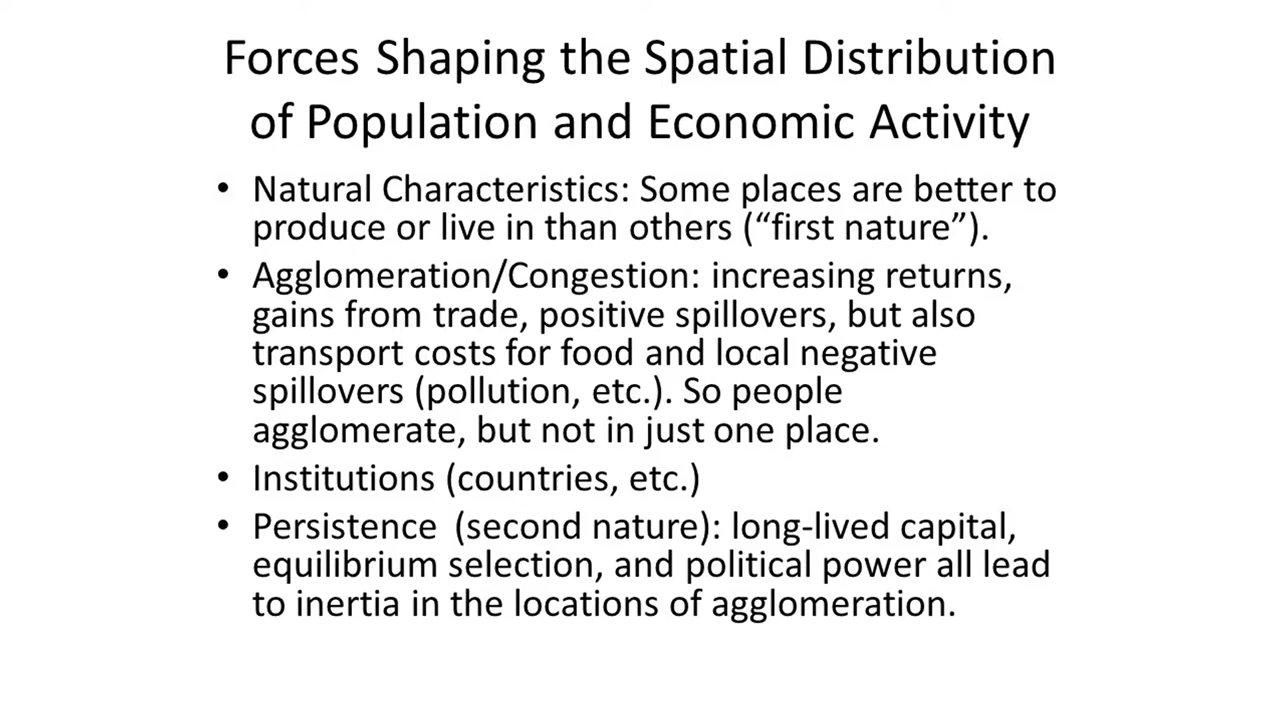 Forces Shaping the Spatial Distribution
of Population and Economic Activity
• Natural Characteristics: Some places are better to
produce or live in than others (“first nature”).
• Agglomeration/Congestion: increasing returns,
gains from trade, positive spillovers, but also
transport costs for food and local negative
spillovers (pollution, etc.). So people
agglomerate, but not in just one place.
• Institutions (countries, etc.)
• Persistence (second nature): long-lived capital,
equilibrium selection, and political power all lead
to inertia in the locations of agglomeration.